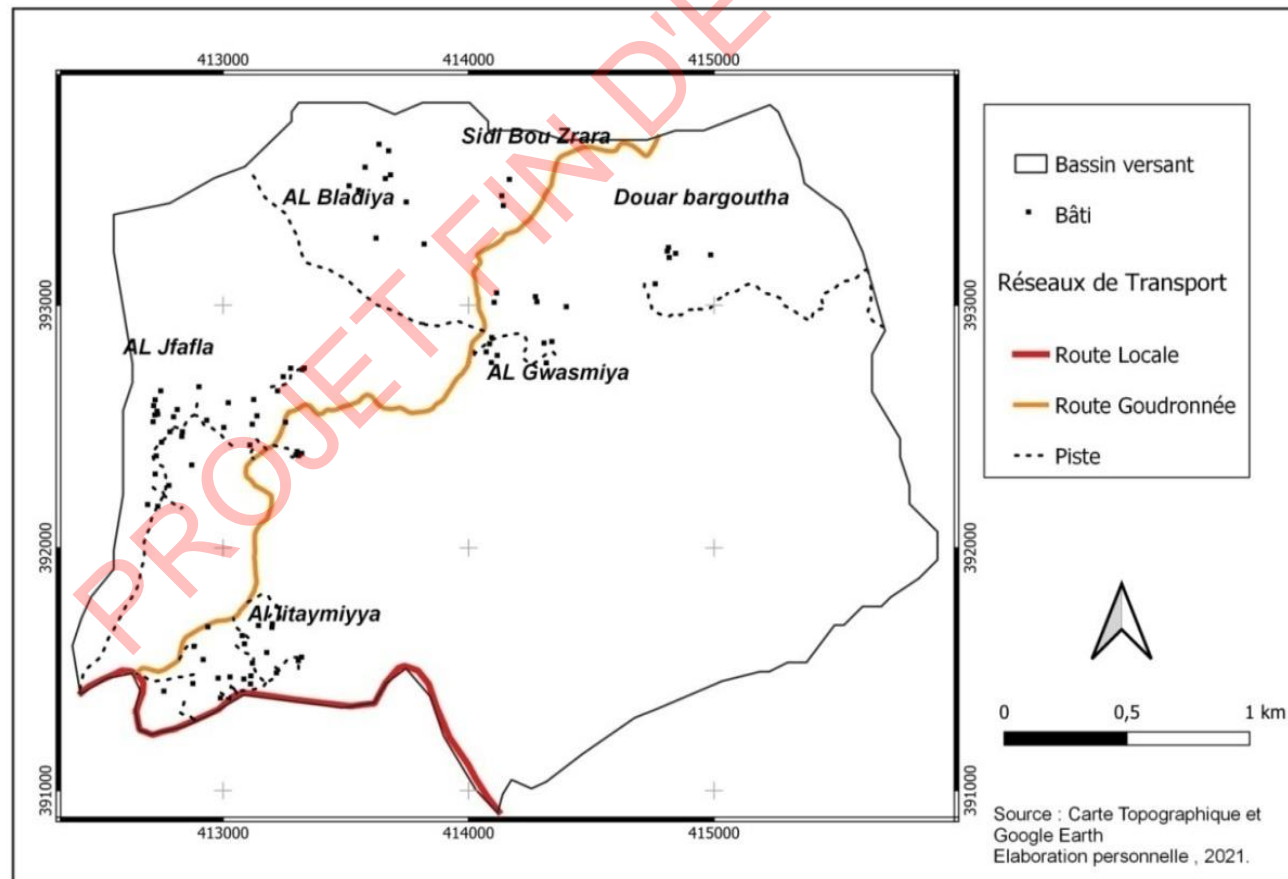 413000
414000
415000
Sidi Bou Zrara
AL Bladiya
Douar bargoutha
393000
393000
AL Jfafla
AL Gwasmiya
392000
392000
391000
391000
413000
414000
415000
Bassin versant
Bâti
Réseaux de Transport
Route Locale
Route Goudronnée
Piste
0 0,5 1 km
Source : Carte Topographique et
Google Earth
Elaboration personnelle , 2021.
PROJET FIN D'E